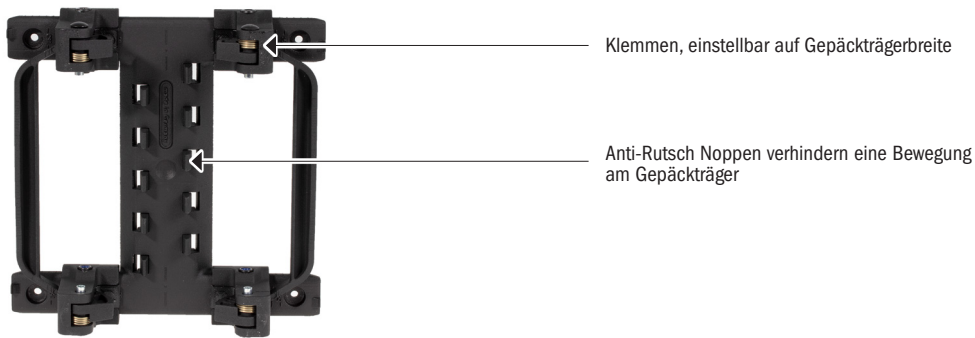 Klemmen, einstellbar auf Gepäckträgerbreite
Anti-Rutsch Noppen verhindern eine Bewegung
am Gepäckträger